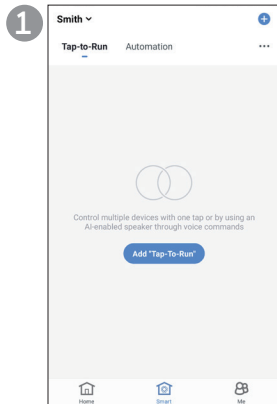 1
Smith
Tap-to-Run Automation
Control multiple devices with one tap or by using an
AI-enabled speaker through voice commands
Add "Tap-To-Run"
Home Smart Me